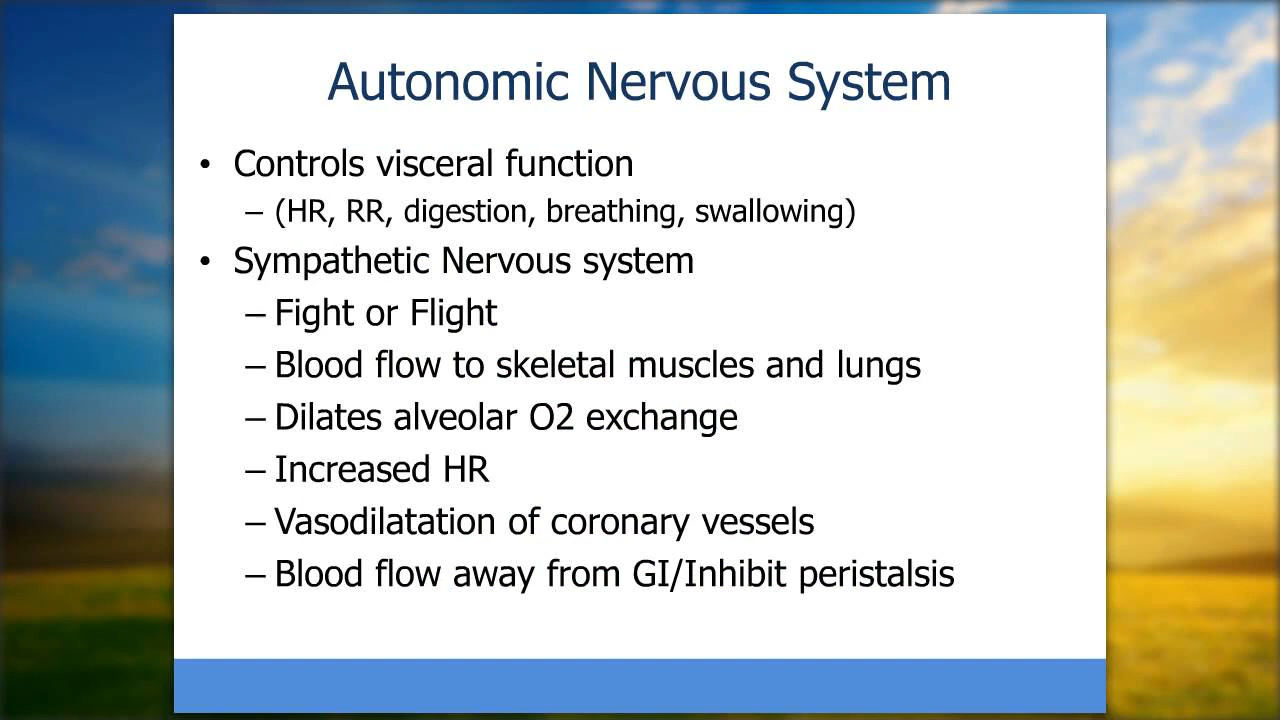 Autonomic Nervous System
• Controls visceral function
– (HR, RR, digestion, breathing, swallowing)
• Sympathetic Nervous system
– Fight or Flight
– Blood flow to skeletal muscles and lungs
– Dilates alveolar O2 exchange
– Increased HR
– Vasodilatation of coronary vessels
– Blood flow away from GI/Inhibit peristalsis